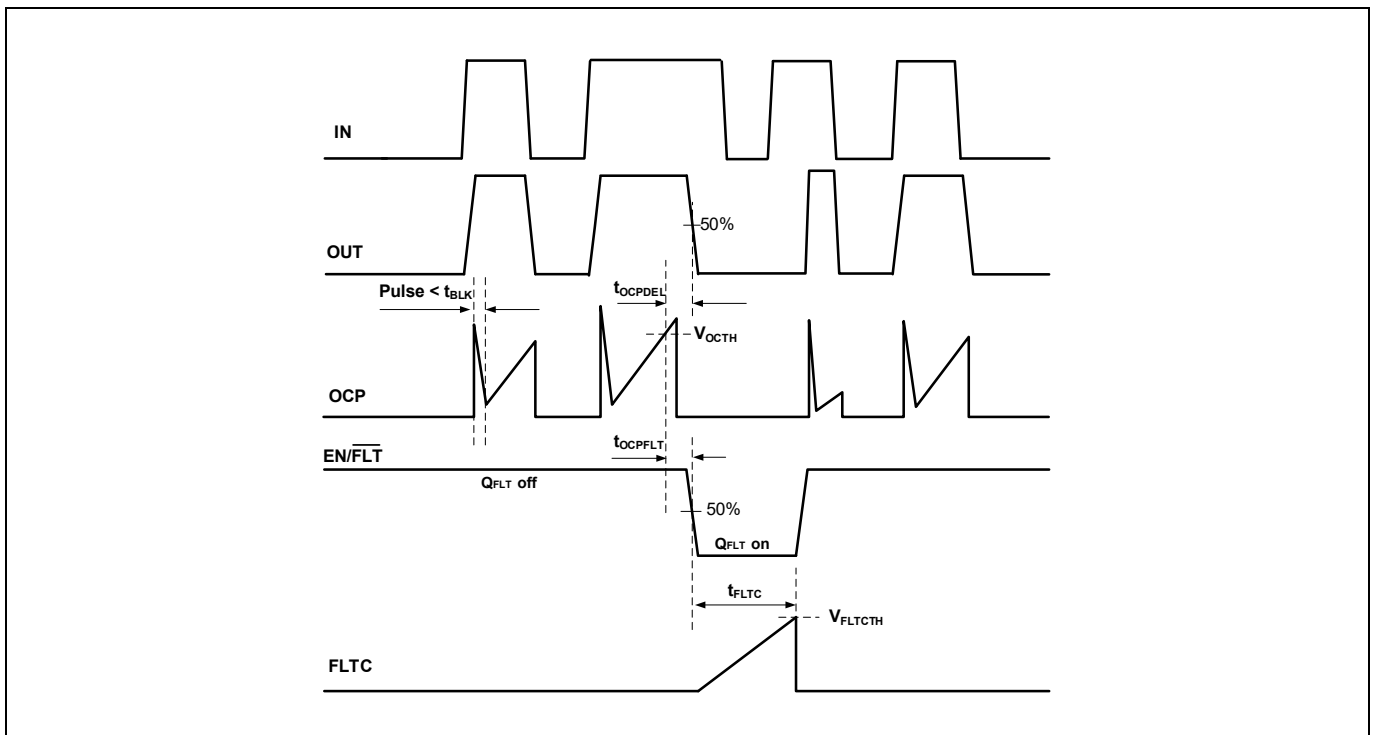 IN
50%
OUT
Pulse < tBLK
tOCPDEL
VOCTH
OCP
tOCPFLT
EN/FLT
QFLT off
50%
QFLT on
tFLTC
VFLTCTH
FLTC